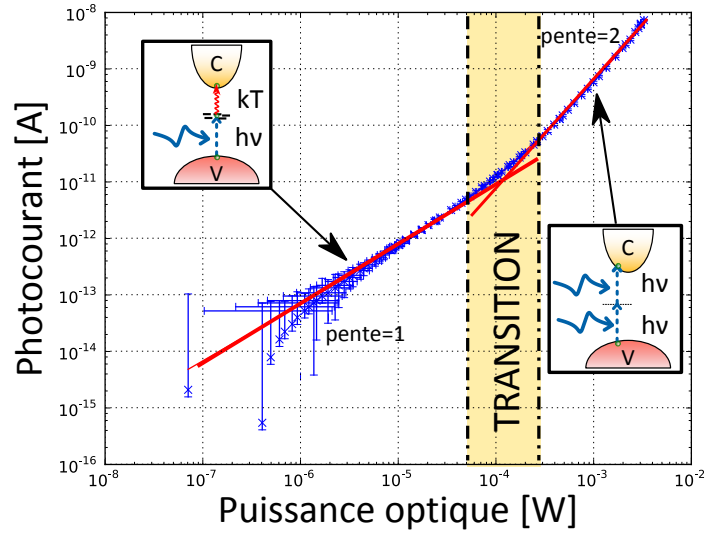 Photocourant [A]
10⁻⁸
10⁻⁹
10⁻¹⁰
10⁻¹¹
10⁻¹²
10⁻¹³
10⁻¹⁴
10⁻¹⁵
10⁻¹⁶
C
kT
hν
V
pente=1
TRANSITION
pente=2
C
hν
hν
V
10⁻⁸ 10⁻⁷ 10⁻⁶ 10⁻⁵ 10⁻⁴ 10⁻³ 10⁻²
Puissance optique [W]